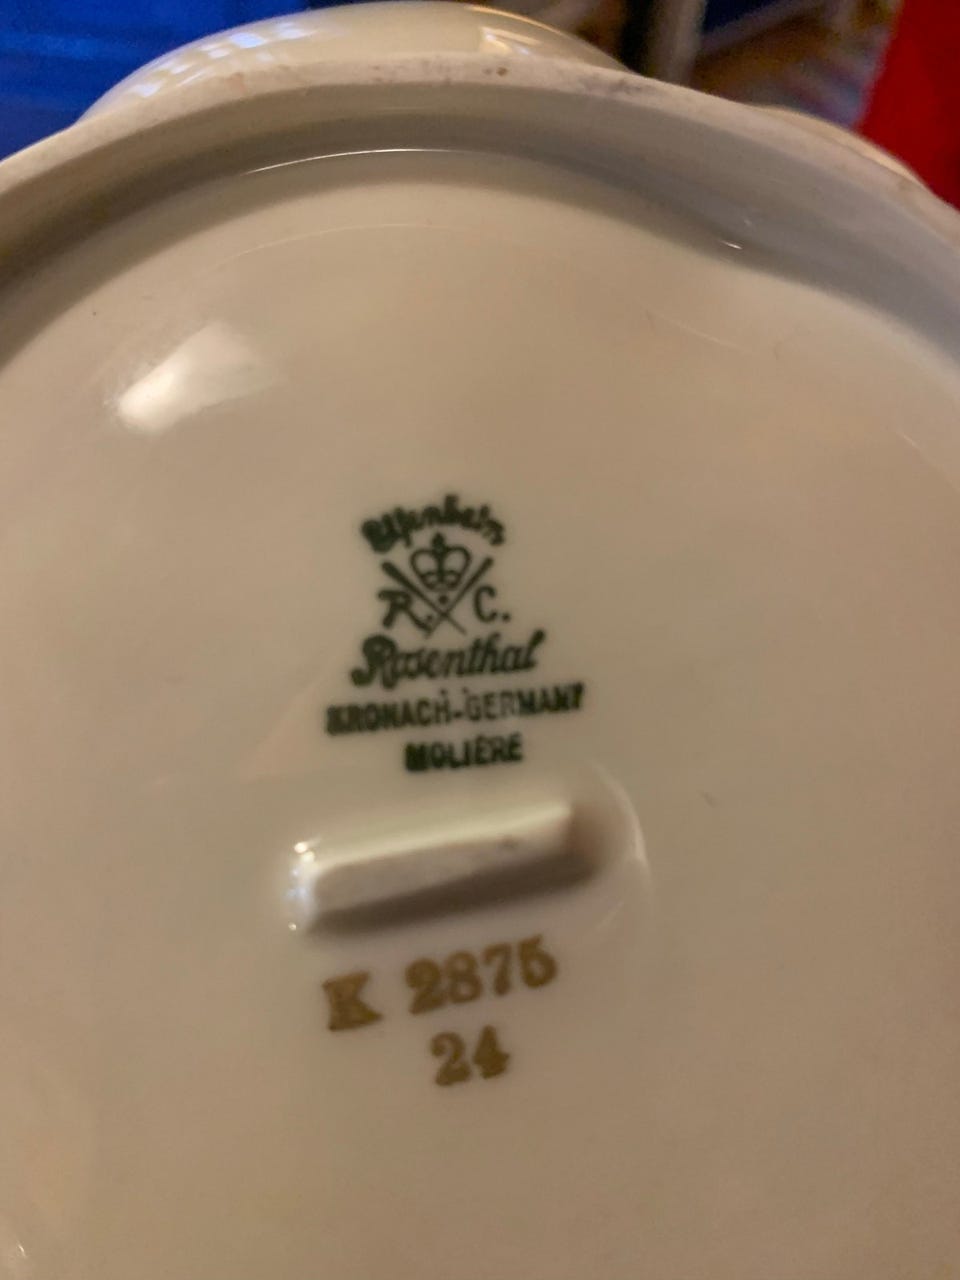 Elfenbein
R. C.
Rosenthal
KRONACH-GERMANY
MOLIÈRE
K 2875
24